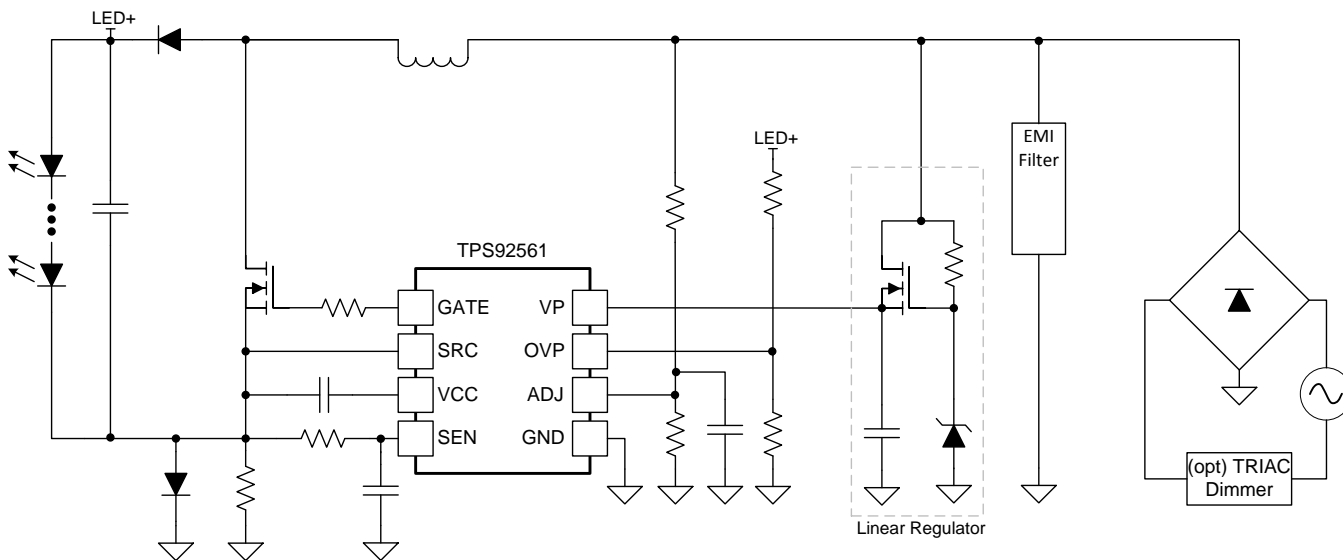 LED+
LED+
EMI
Filter
TPS92561
GATE
VP
SRC
OVP
VCC
ADJ
SEN
GND
(opt) TRIAC
Dimmer
Linear Regulator